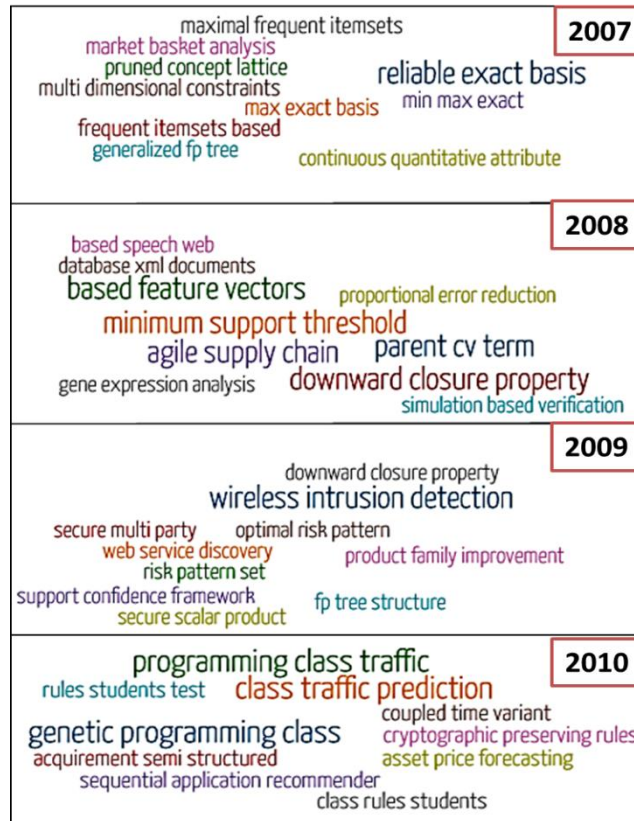 2007
maximal frequent itemsets
market basket analysis
pruned concept lattice
reliable exact basis
multi dimensional constraints
max exact basis
min max exact
frequent itemsets based
generalized fp tree
continuous quantitative attribute
2008
based speech web
database xml documents
based feature vectors
proportional error reduction
minimum support threshold
agile supply chain
parent cv term
gene expression analysis
downward closure property
simulation based verification
2009
downward closure property
wireless intrusion detection
secure multi party
optimal risk pattern
web service discovery
product family improvement
risk pattern set
support confidence framework
fp tree structure
secure scalar product
2010
programming class traffic
rules students test
class traffic prediction
coupled time variant
genetic programming class
cryptographic preserving rules
acquirement semi structured
asset price forecasting
sequential application recommender
class rules students